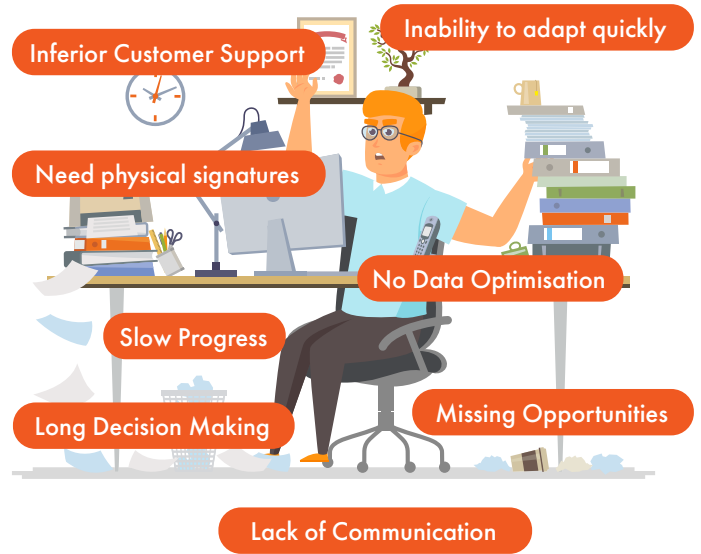 Inability to adapt quickly
Inferior Customer Support
Need physical signatures
No Data Optimisation
Slow Progress
Missing Opportunities
Long Decision Making
Lack of Communication